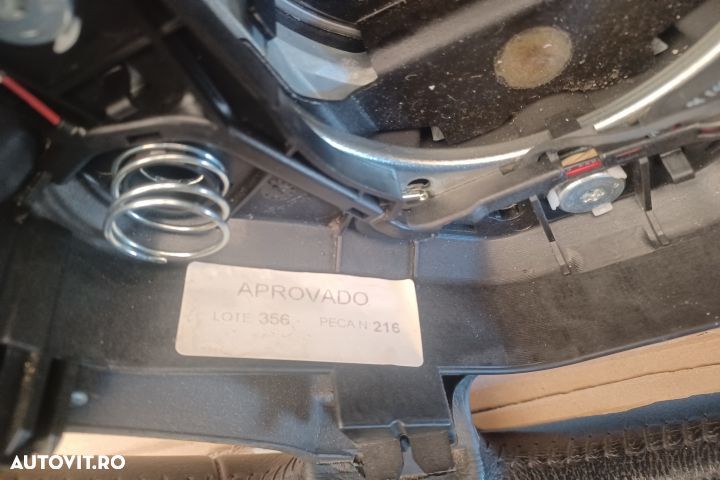 APROVADO
LOTE 356 PECA N 216
AUTOVIT.RO